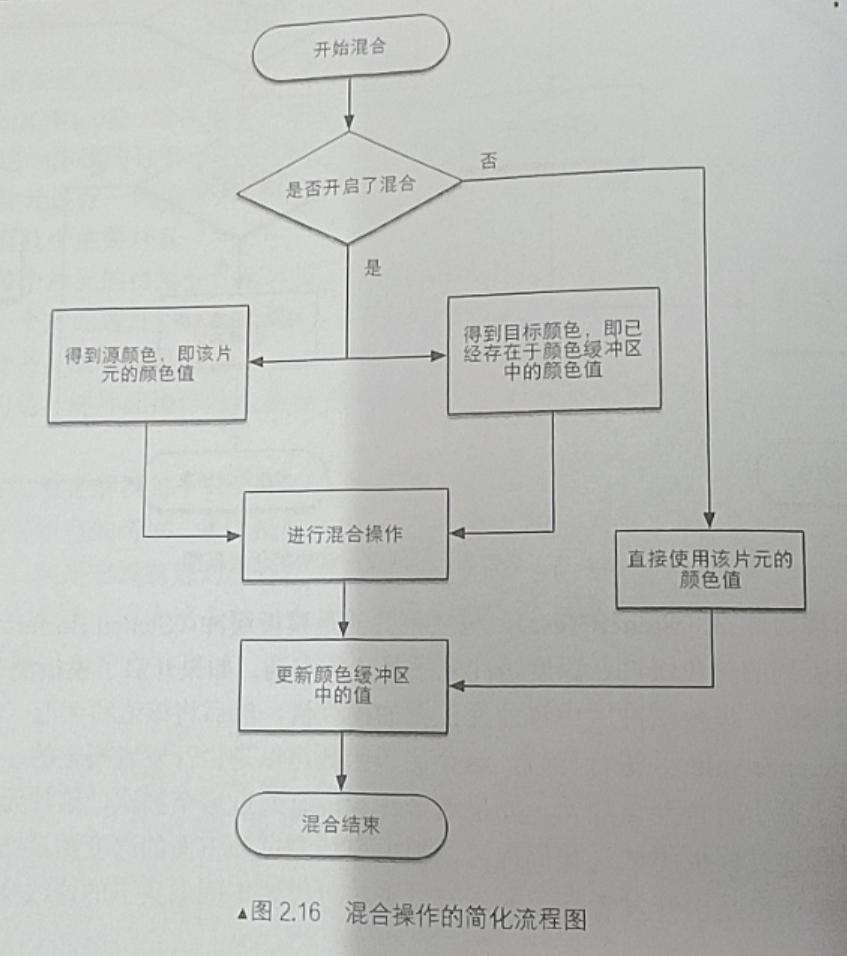 开始混合
是否开启了混合
否
是
得到源颜色，即该片
元的颜色值
得到目标颜色，即已
经存在于颜色缓冲区
中的颜色值
进行混合操作
直接使用该片元的
颜色值
更新颜色缓冲区
中的值
混合结束
▲图 2.16 混合操作的简化流程图